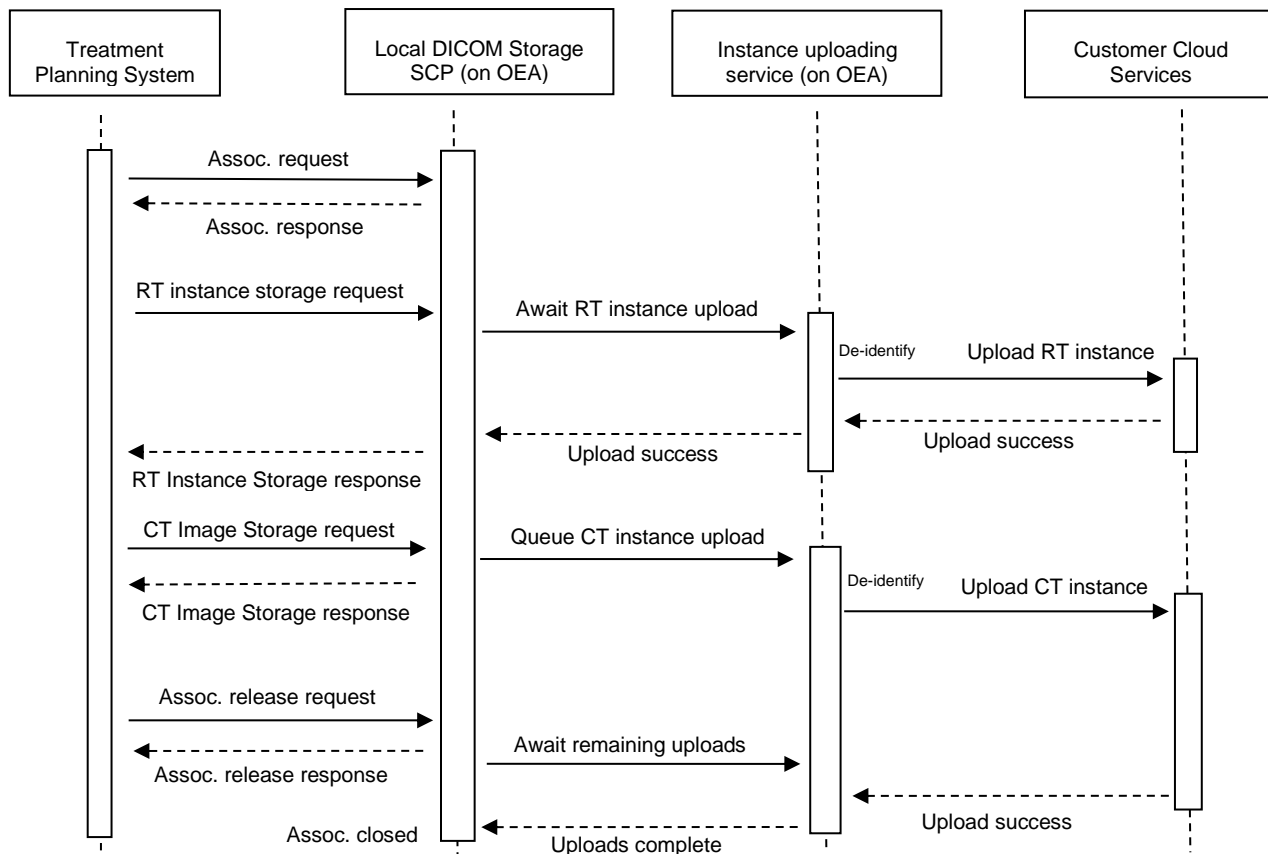 Treatment
Planning System
Local DICOM Storage
SCP (on OEA)
Instance uploading
service (on OEA)
Customer Cloud
Services
Assoc. request
Assoc. response
RT instance storage request
Await RT instance upload
De-identify
Upload RT instance
Upload success
Upload success
RT Instance Storage response
CT Image Storage request
Queue CT instance upload
De-identify
Upload CT instance
CT Image Storage response
Assoc. release request
Await remaining uploads
Assoc. release response
Upload success
Assoc. closed
Uploads complete